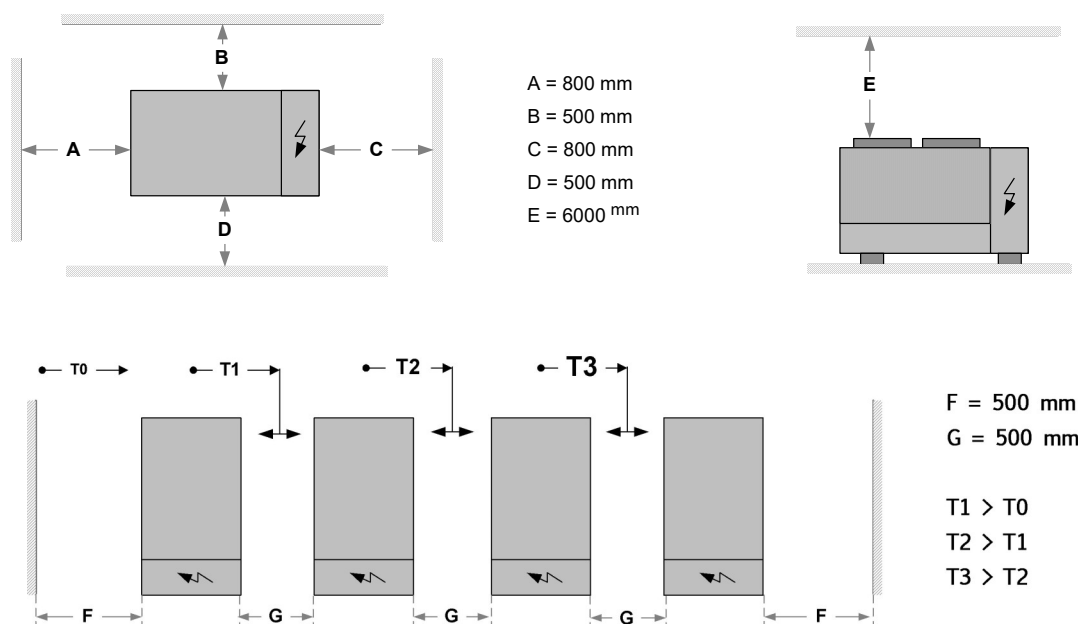 B
A
C
D
A = 800 mm
B = 500 mm
C = 800 mm
D = 500 mm
E = 6000 mm
E
T0
T1
T2
T3
F = 500 mm
G = 500 mm
T1 > T0
T2 > T1
T3 > T2
F
G
G
G
F